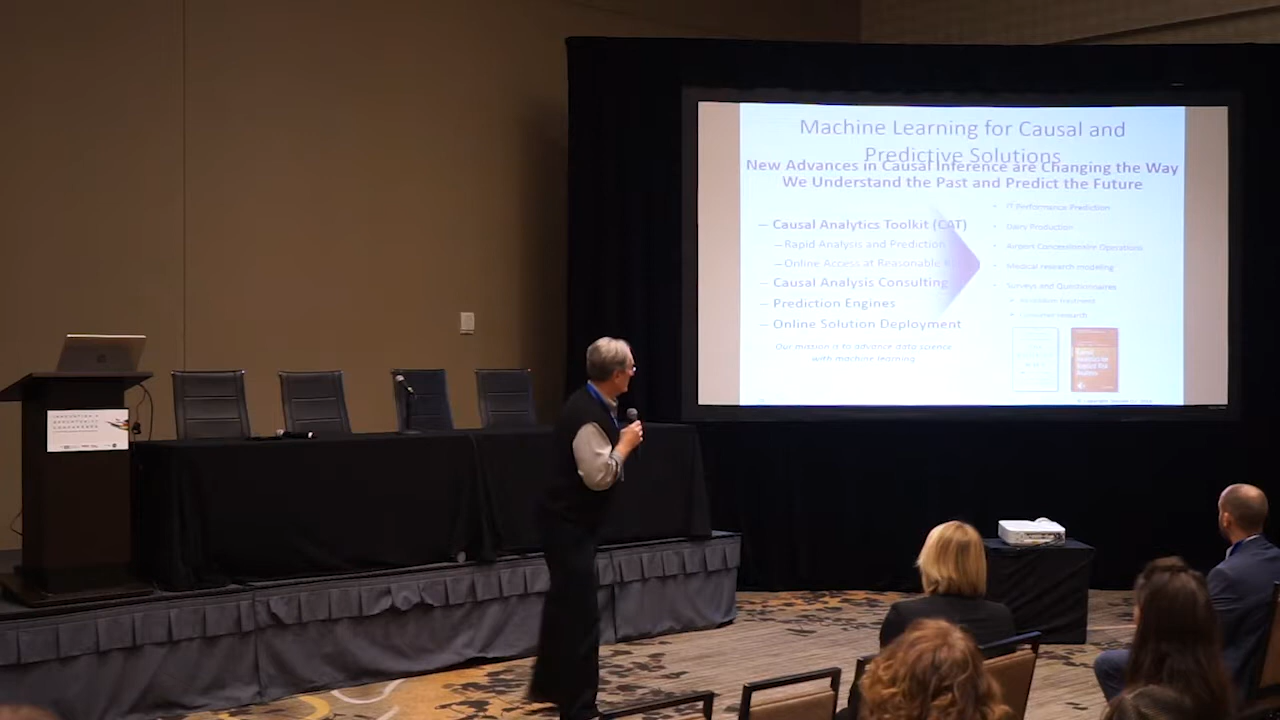 Machine Learning for Causal and
Predictive Solutions
New Advances in Causal Inference are Changing the Way
We Understand the Past and Predict the Future
– Causal Analytics Toolkit (CAT)
– Rapid Analysis and Prediction
– Online Access at Reasonable
– Causal Analysis Consulting
– Prediction Engines
– Online Solution Deployment
Our mission is to advance data science
with machine learning
• IT Performance Prediction
• Dairy Production
• Airport Concessionaire Operations
• Medical research modeling
• Surveys and Questionnaires
INNOVATION &
OPPORTUNITY
CONFERENCE